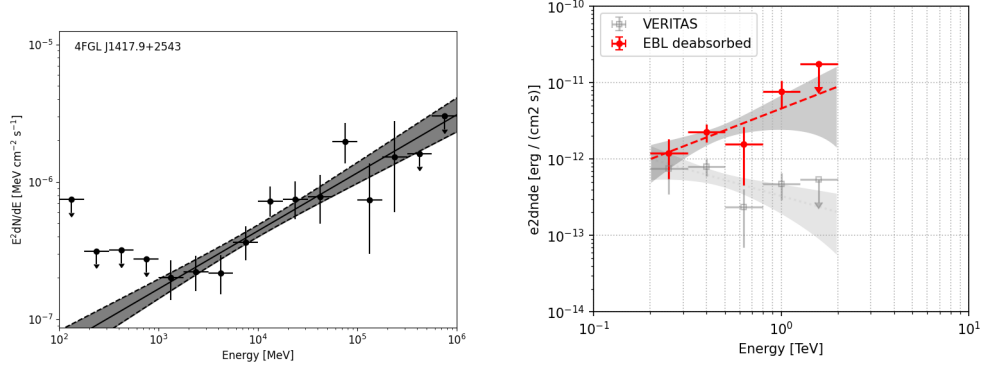 4FGL J1417.9+2543
10⁻⁵
10⁻⁶
10⁻⁷
E²dN/dE [MeV cm⁻² s⁻¹]
10² 10³ 10⁴ 10⁵ 10⁶
Energy [MeV]
VERITAS
EBL deabsorbed
10⁻¹⁰
10⁻¹¹
10⁻¹²
10⁻¹³
10⁻¹⁴
e2dnde [erg / (cm2 s)]
10⁻¹ 10⁰ 10¹
Energy [TeV]